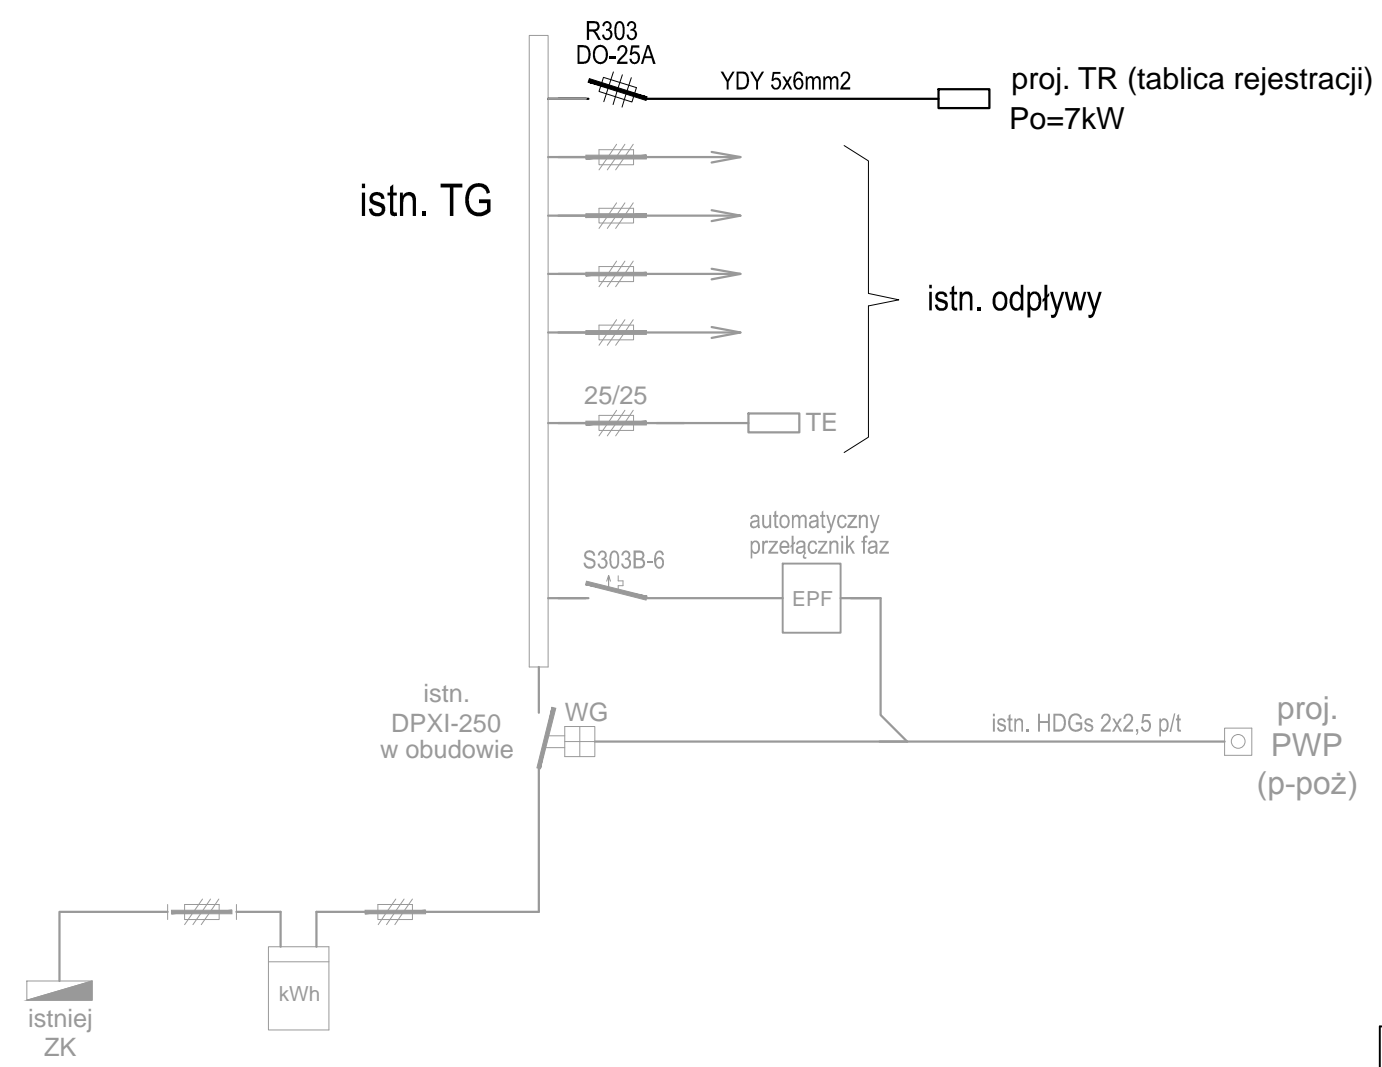 R303
DO-25A
YDY 5x6mm2
proj. TR (tablica rejestracji)
Po=7kW
istn. TG
istn. odpływy
25/25
TE
automatyczny
przełącznik faz
S303B-6
EPF
istn.
DPXI-250
w obudowie
WG
istn. HDGs 2x2,5 p/t
proj.
PWP
(p-poż)
kWh
istniej
ZK